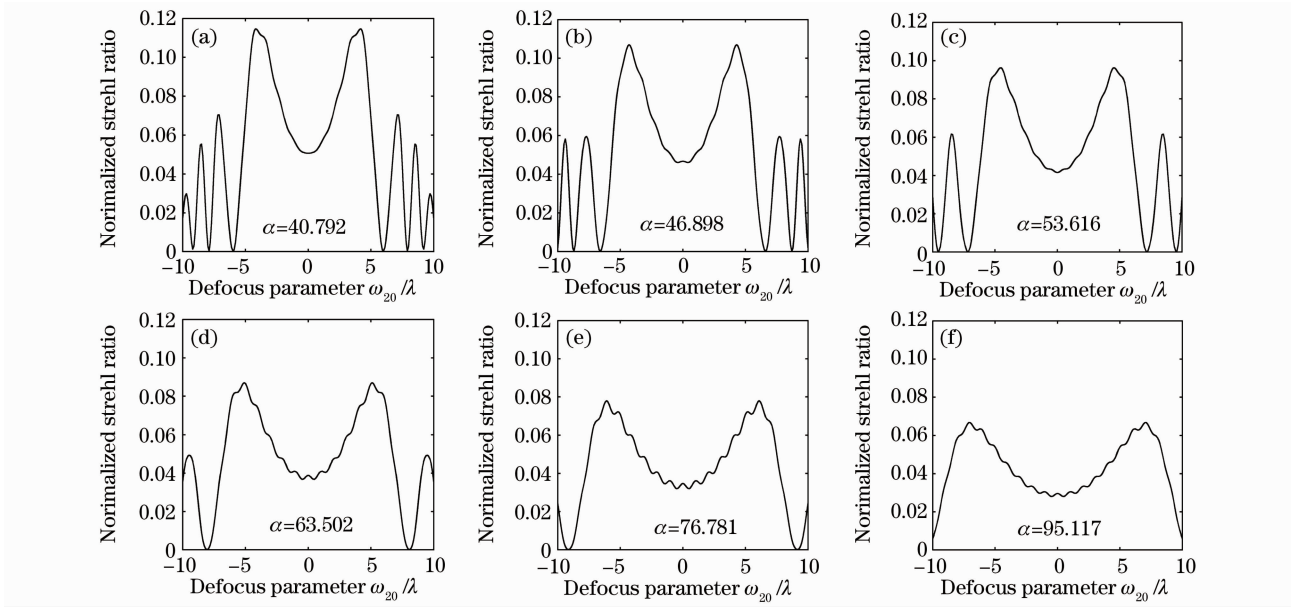 (a)
0.12
0.10
0.08
0.06
0.04
0.02
0
Norimalized strehl ratio
α=40.792
−10 −5 0 5 10
Defocus parameter ω20/λ
(b)
0.12
0.10
0.08
0.06
0.04
0.02
0
Norimalized strehl ratio
α=46.898
−10 −5 0 5 10
Defocus parameter ω20/λ
(c)
0.12
0.10
0.08
0.06
0.04
0.02
0
Norimalized strehl ratio
α=53.616
−10 −5 0 5 10
Defocus parameter ω20/λ
(d)
0.12
0.10
0.08
0.06
0.04
0.02
0
Norimalized strehl ratio
α=63.502
−10 −5 0 5 10
Defocus parameter ω20/λ
(e)
0.12
0.10
0.08
0.06
0.04
0.02
0
Norimalized strehl ratio
α=76.781
−10 −5 0 5 10
Defocus parameter ω20/λ
(f)
0.12
0.10
0.08
0.06
0.04
0.02
0
Norimalized strehl ratio
α=95.117
−10 −5 0 5 10
Defocus parameter ω20/λ